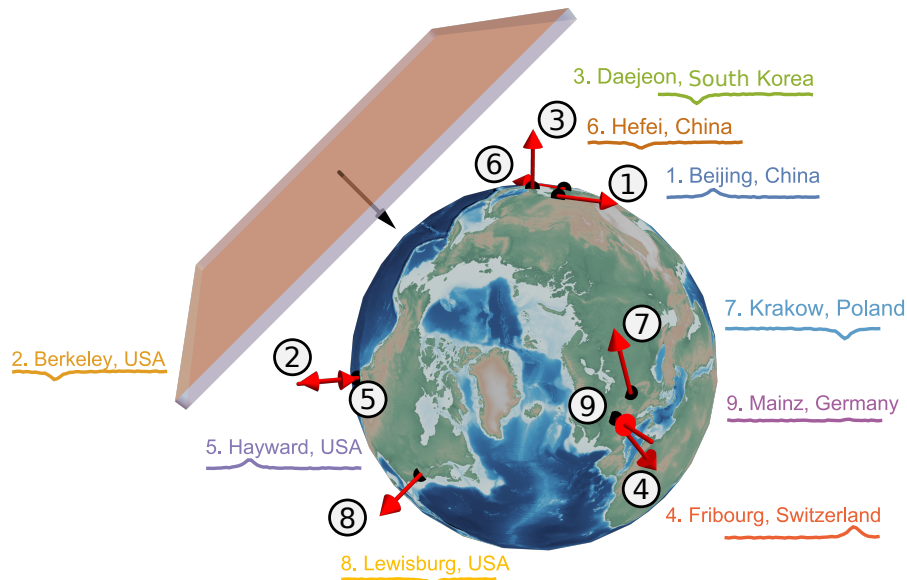 3. Daejeon, South Korea
③
6. Hefei, China
⑥
1. Beijing, China
①
7. Krakow, Poland
⑦
2. Berkeley, USA
②
⑤
⑨
9. Mainz, Germany
5. Hayward, USA
④
⑧
4. Fribourg, Switzerland
8. Lewisburg, USA